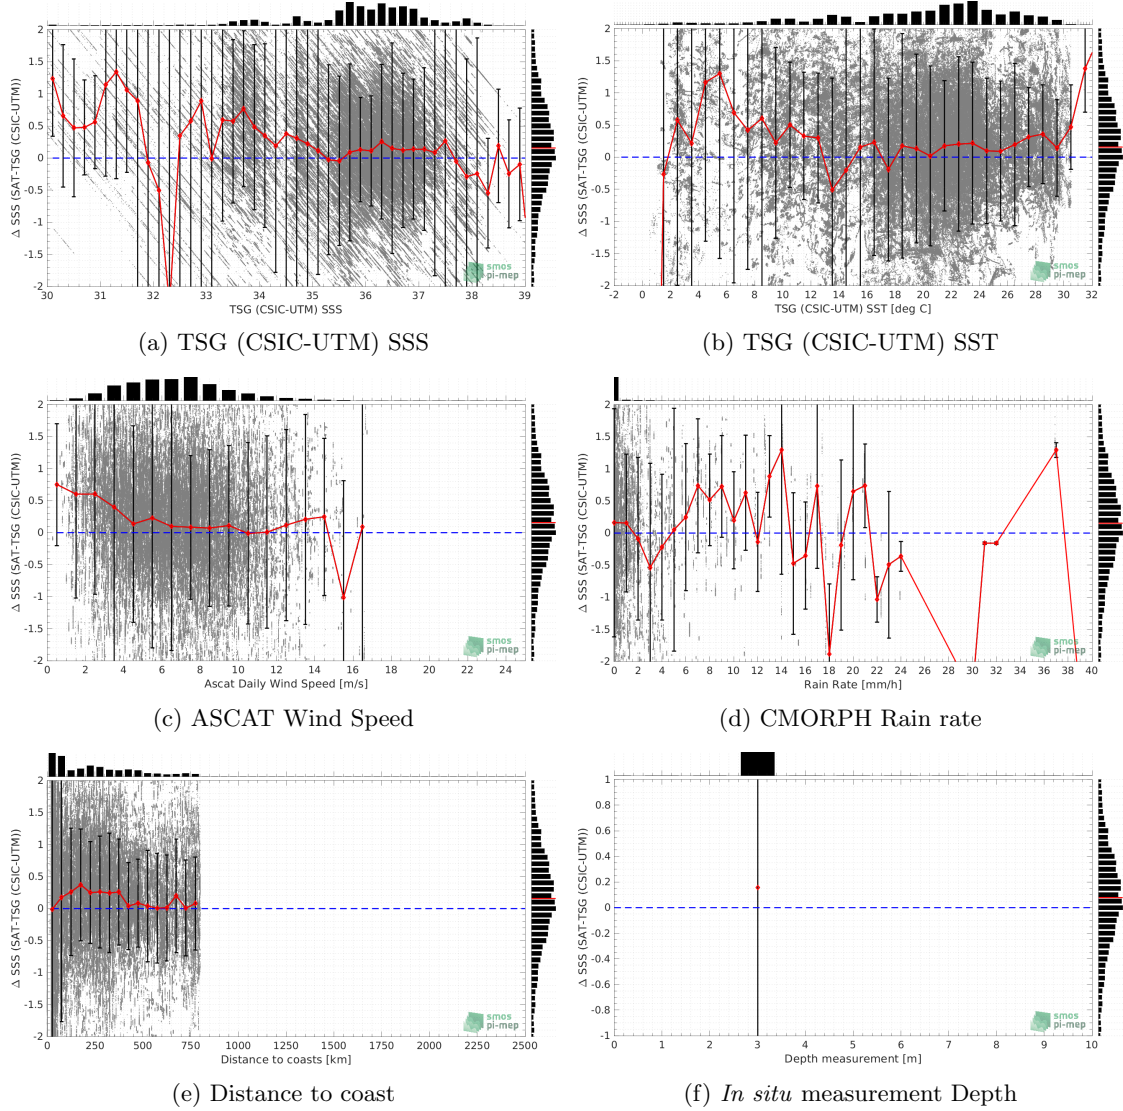 Δ SSS (SAT-TSG (CSIC-UTM))
2
1.5
1
0.5
0
-0.5
-1
-1.5
-2
30 31 32 33 34 35 36 37 38 39
TSG (CSIC-UTM) SSS
smos
pi-mep
(a) TSG (CSIC-UTM) SSS
Δ SSS (SAT-TSG (CSIC-UTM))
2
1.5
1
0.5
0
-0.5
-1
-1.5
-2
-2 0 2 4 6 8 10 12 14 16 18 20 22 24 26 28 30 32
TSG (CSIC-UTM) SST [deg C]
smos
pi-mep
(b) TSG (CSIC-UTM) SST
Δ SSS (SAT-TSG (CSIC-UTM))
2
1.5
1
0.5
0
-0.5
-1
-1.5
-2
0 2 4 6 8 10 12 14 16 18 20 22 24
Ascat Daily Wind Speed [m/s]
smos
pi-mep
(c) ASCAT Wind Speed
Δ SSS (SAT-TSG (CSIC-UTM))
2
1.5
1
0.5
0
-0.5
-1
-1.5
-2
0 2 4 6 8 10 12 14 16 18 20 22 24 26 28 30 32 34 36 38 40
Rain Rate [mm/h]
smos
pi-mep
(d) CMORPH Rain rate
Δ SSS (SAT-TSG (CSIC-UTM))
2
1.5
1
0.5
0
-0.5
-1
-1.5
-2
0 250 500 750 1000 1250 1500 1750 2000 2250 2500
Distance to coasts [km]
smos
pi-mep
(e) Distance to coast
Δ SSS (SAT-TSG (CSIC-UTM))
1
0.8
0.6
0.4
0.2
0
-0.2
-0.4
-0.6
-0.8
-1
0 1 2 3 4 5 6 7 8 9 10
Depth measurement [m]
smos
pi-mep
(f) In situ measurement Depth